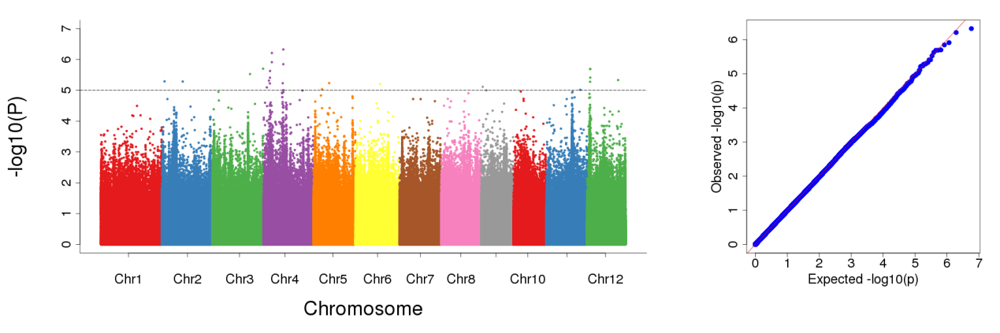 -log10(P)
7
6
5
4
3
2
1
0
Chr1 Chr2 Chr3 Chr4 Chr5 Chr6 Chr7 Chr8 Chr10 Chr12
Chromosome
Observed -log10(p)
6
5
4
3
2
1
0
0 1 2 3 4 5 6 7
Expected -log10(p)